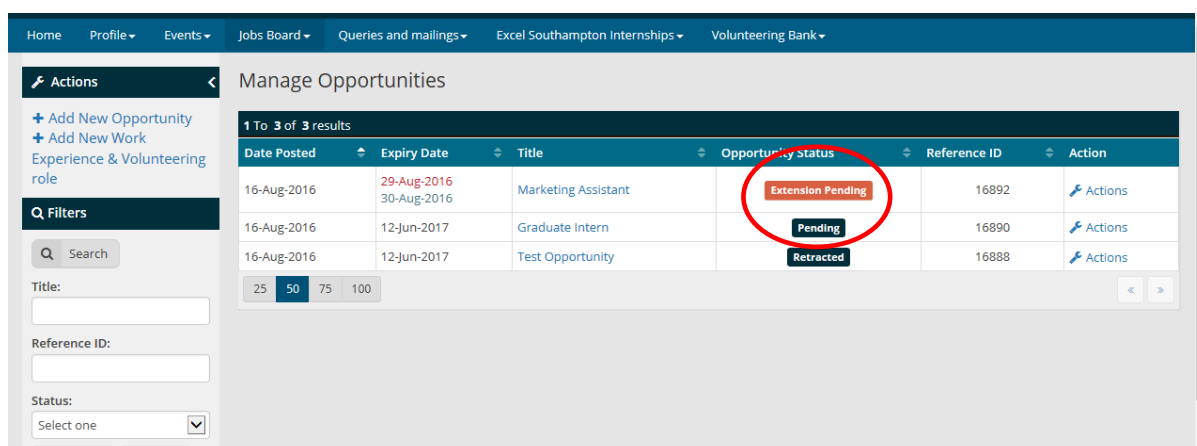 Home Profile Events Jobs Board Queries and mailings Excel Southampton Internships Volunteering Bank
Actions
+ Add New Opportunity
+ Add New Work
Experience & Volunteering
role
Filters
Search
Title:
Reference ID:
Status:
Select one
Manage Opportunities
1 To 3 of 3 results
Date Posted Expiry Date Title Opportunity Status Reference ID Action
16-Aug-2016 29-Aug-2016 30-Aug-2016 Marketing Assistant Extension Pending 16892 Actions
16-Aug-2016 12-Jun-2017 Graduate Intern Pending 16890 Actions
16-Aug-2016 12-Jun-2017 Test Opportunity Retracted 16888 Actions
25 50 75 100 « »